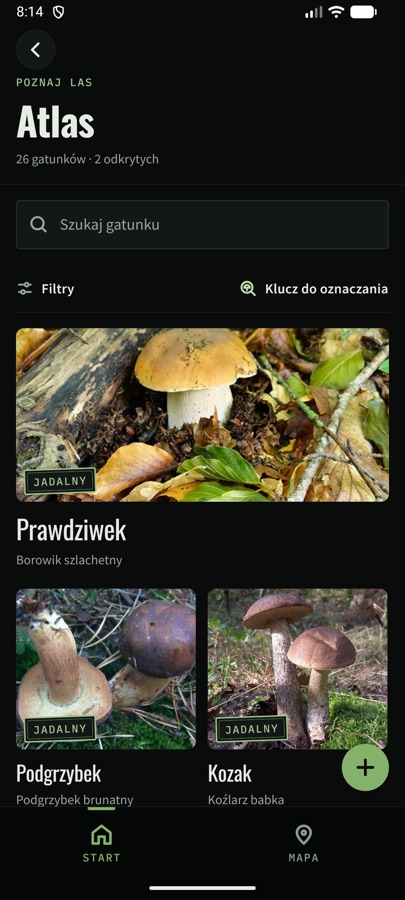 8:14
POZNAJ LAS
Atlas
26 gatunków · 2 odkrytych
Szukaj gatunku
Filtry
Klucz do oznaczania
JADALNY
Prawdziwek
Borowik szlachetny
JADALNY
JADALNY
Podgrzybek
Kozak
Podgrzybek brunatny
Koźlarz babka
START
MAPA